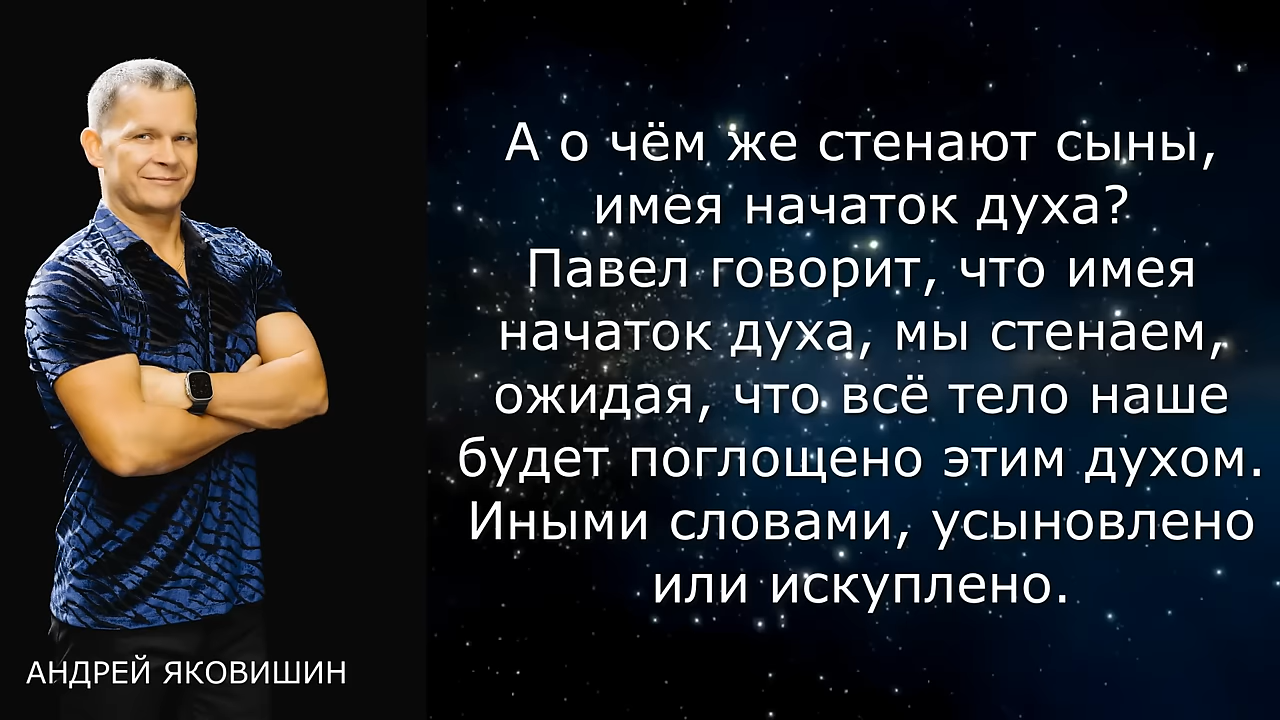 А о чём же стенают сыны,
имея начаток духа?
Павел говорит, что имея
начаток духа, мы стенаем,
ожидая, что всё тело наше
будет поглощено этим духом.
Иными словами, усыновлено
или искуплено.
АНДРЕЙ ЯКОВИШИН